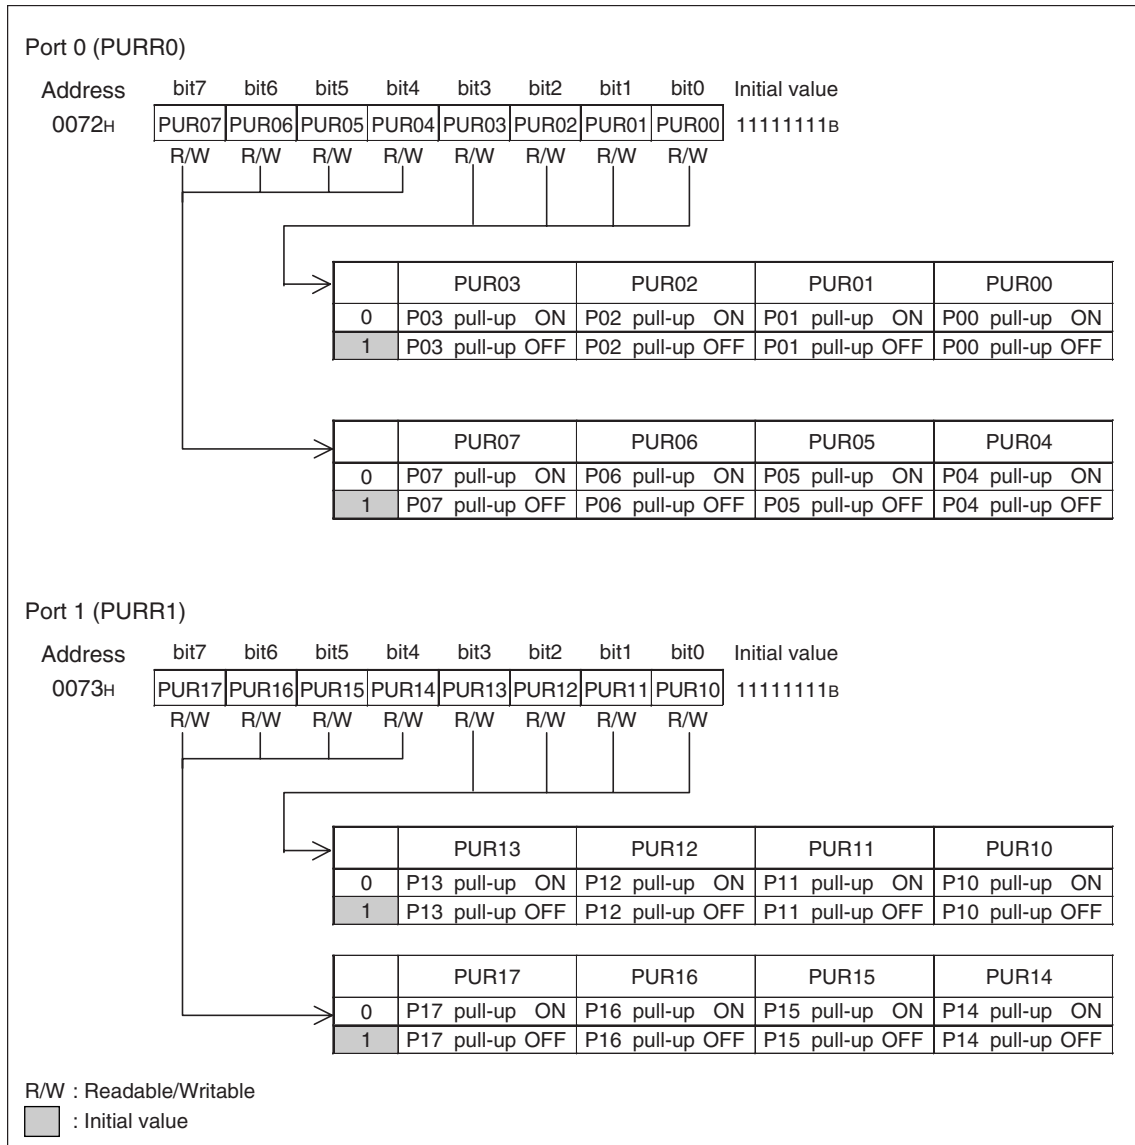 Port 0 (PURR0)
Address bit7 bit6 bit5 bit4 bit3 bit2 bit1 bit0 Initial value
0072H PUR07 PUR06 PUR05 PUR04 PUR03 PUR02 PUR01 PUR00 11111111B
R/W R/W R/W R/W R/W R/W R/W R/W
PUR03 PUR02 PUR01 PUR00
0 P03 pull-up ON P02 pull-up ON P01 pull-up ON P00 pull-up ON
1 P03 pull-up OFF P02 pull-up OFF P01 pull-up OFF P00 pull-up OFF
PUR07 PUR06 PUR05 PUR04
0 P07 pull-up ON P06 pull-up ON P05 pull-up ON P04 pull-up ON
1 P07 pull-up OFF P06 pull-up OFF P05 pull-up OFF P04 pull-up OFF
Port 1 (PURR1)
Address bit7 bit6 bit5 bit4 bit3 bit2 bit1 bit0 Initial value
0073H PUR17 PUR16 PUR15 PUR14 PUR13 PUR12 PUR11 PUR10 11111111B
R/W R/W R/W R/W R/W R/W R/W R/W
PUR13 PUR12 PUR11 PUR10
0 P13 pull-up ON P12 pull-up ON P11 pull-up ON P10 pull-up ON
1 P13 pull-up OFF P12 pull-up OFF P11 pull-up OFF P10 pull-up OFF
PUR17 PUR16 PUR15 PUR14
0 P17 pull-up ON P16 pull-up ON P15 pull-up ON P14 pull-up ON
1 P17 pull-up OFF P16 pull-up OFF P15 pull-up OFF P14 pull-up OFF
R/W : Readable/Writable
: Initial value